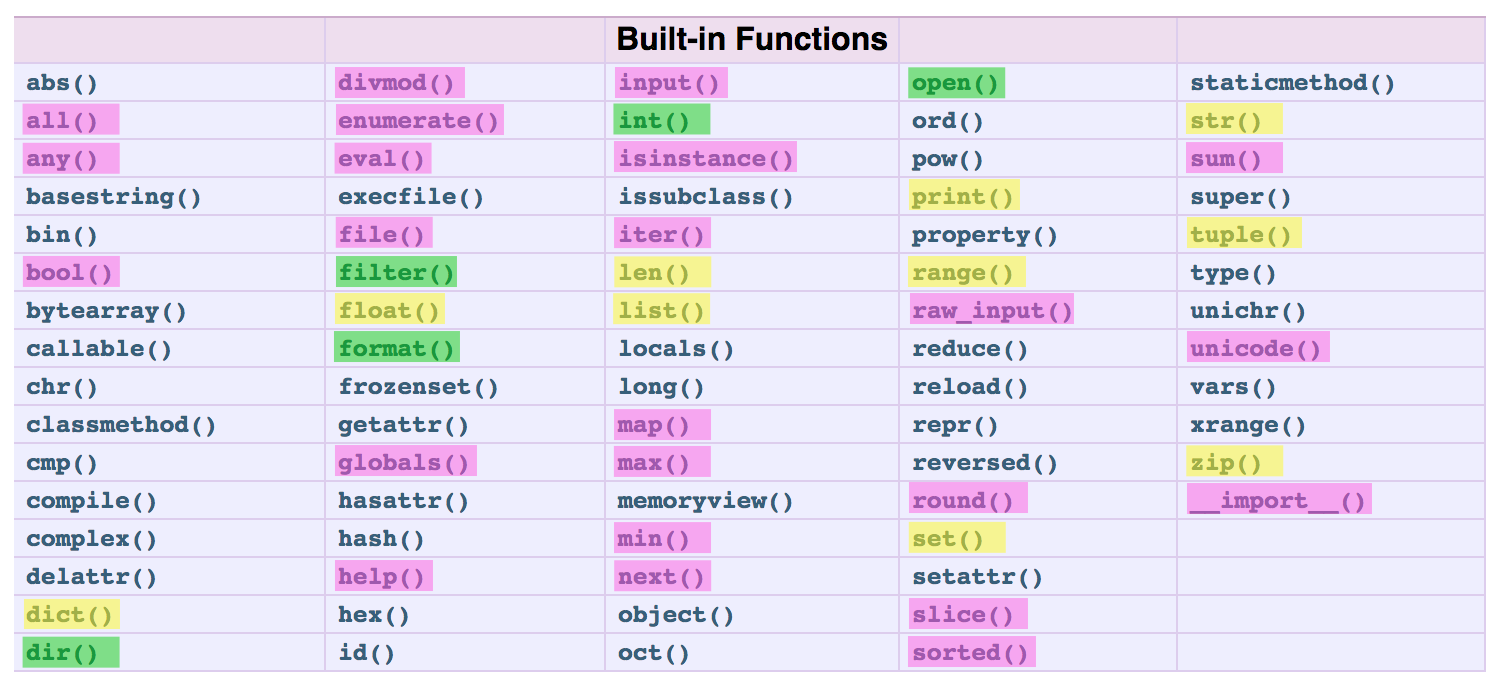 Built-in Functions
abs() divmod() input() open() staticmethod()
all() enumerate() int() ord() str()
any() eval() isinstance() pow() sum()
basestring() execfile() issubclass() print() super()
bin() file() iter() property() tuple()
bool() filter() len() range() type()
bytearray() float() list() raw_input() unichr()
callable() format() locals() reduce() unicode()
chr() frozenset() long() reload() vars()
classmethod() getattr() map() repr() xrange()
cmp() globals() max() reversed() zip()
compile() hasattr() memoryview() round() __import__()
complex() hash() min() set()
delattr() help() next() setattr()
dict() hex() object() slice()
dir() id() oct() sorted()